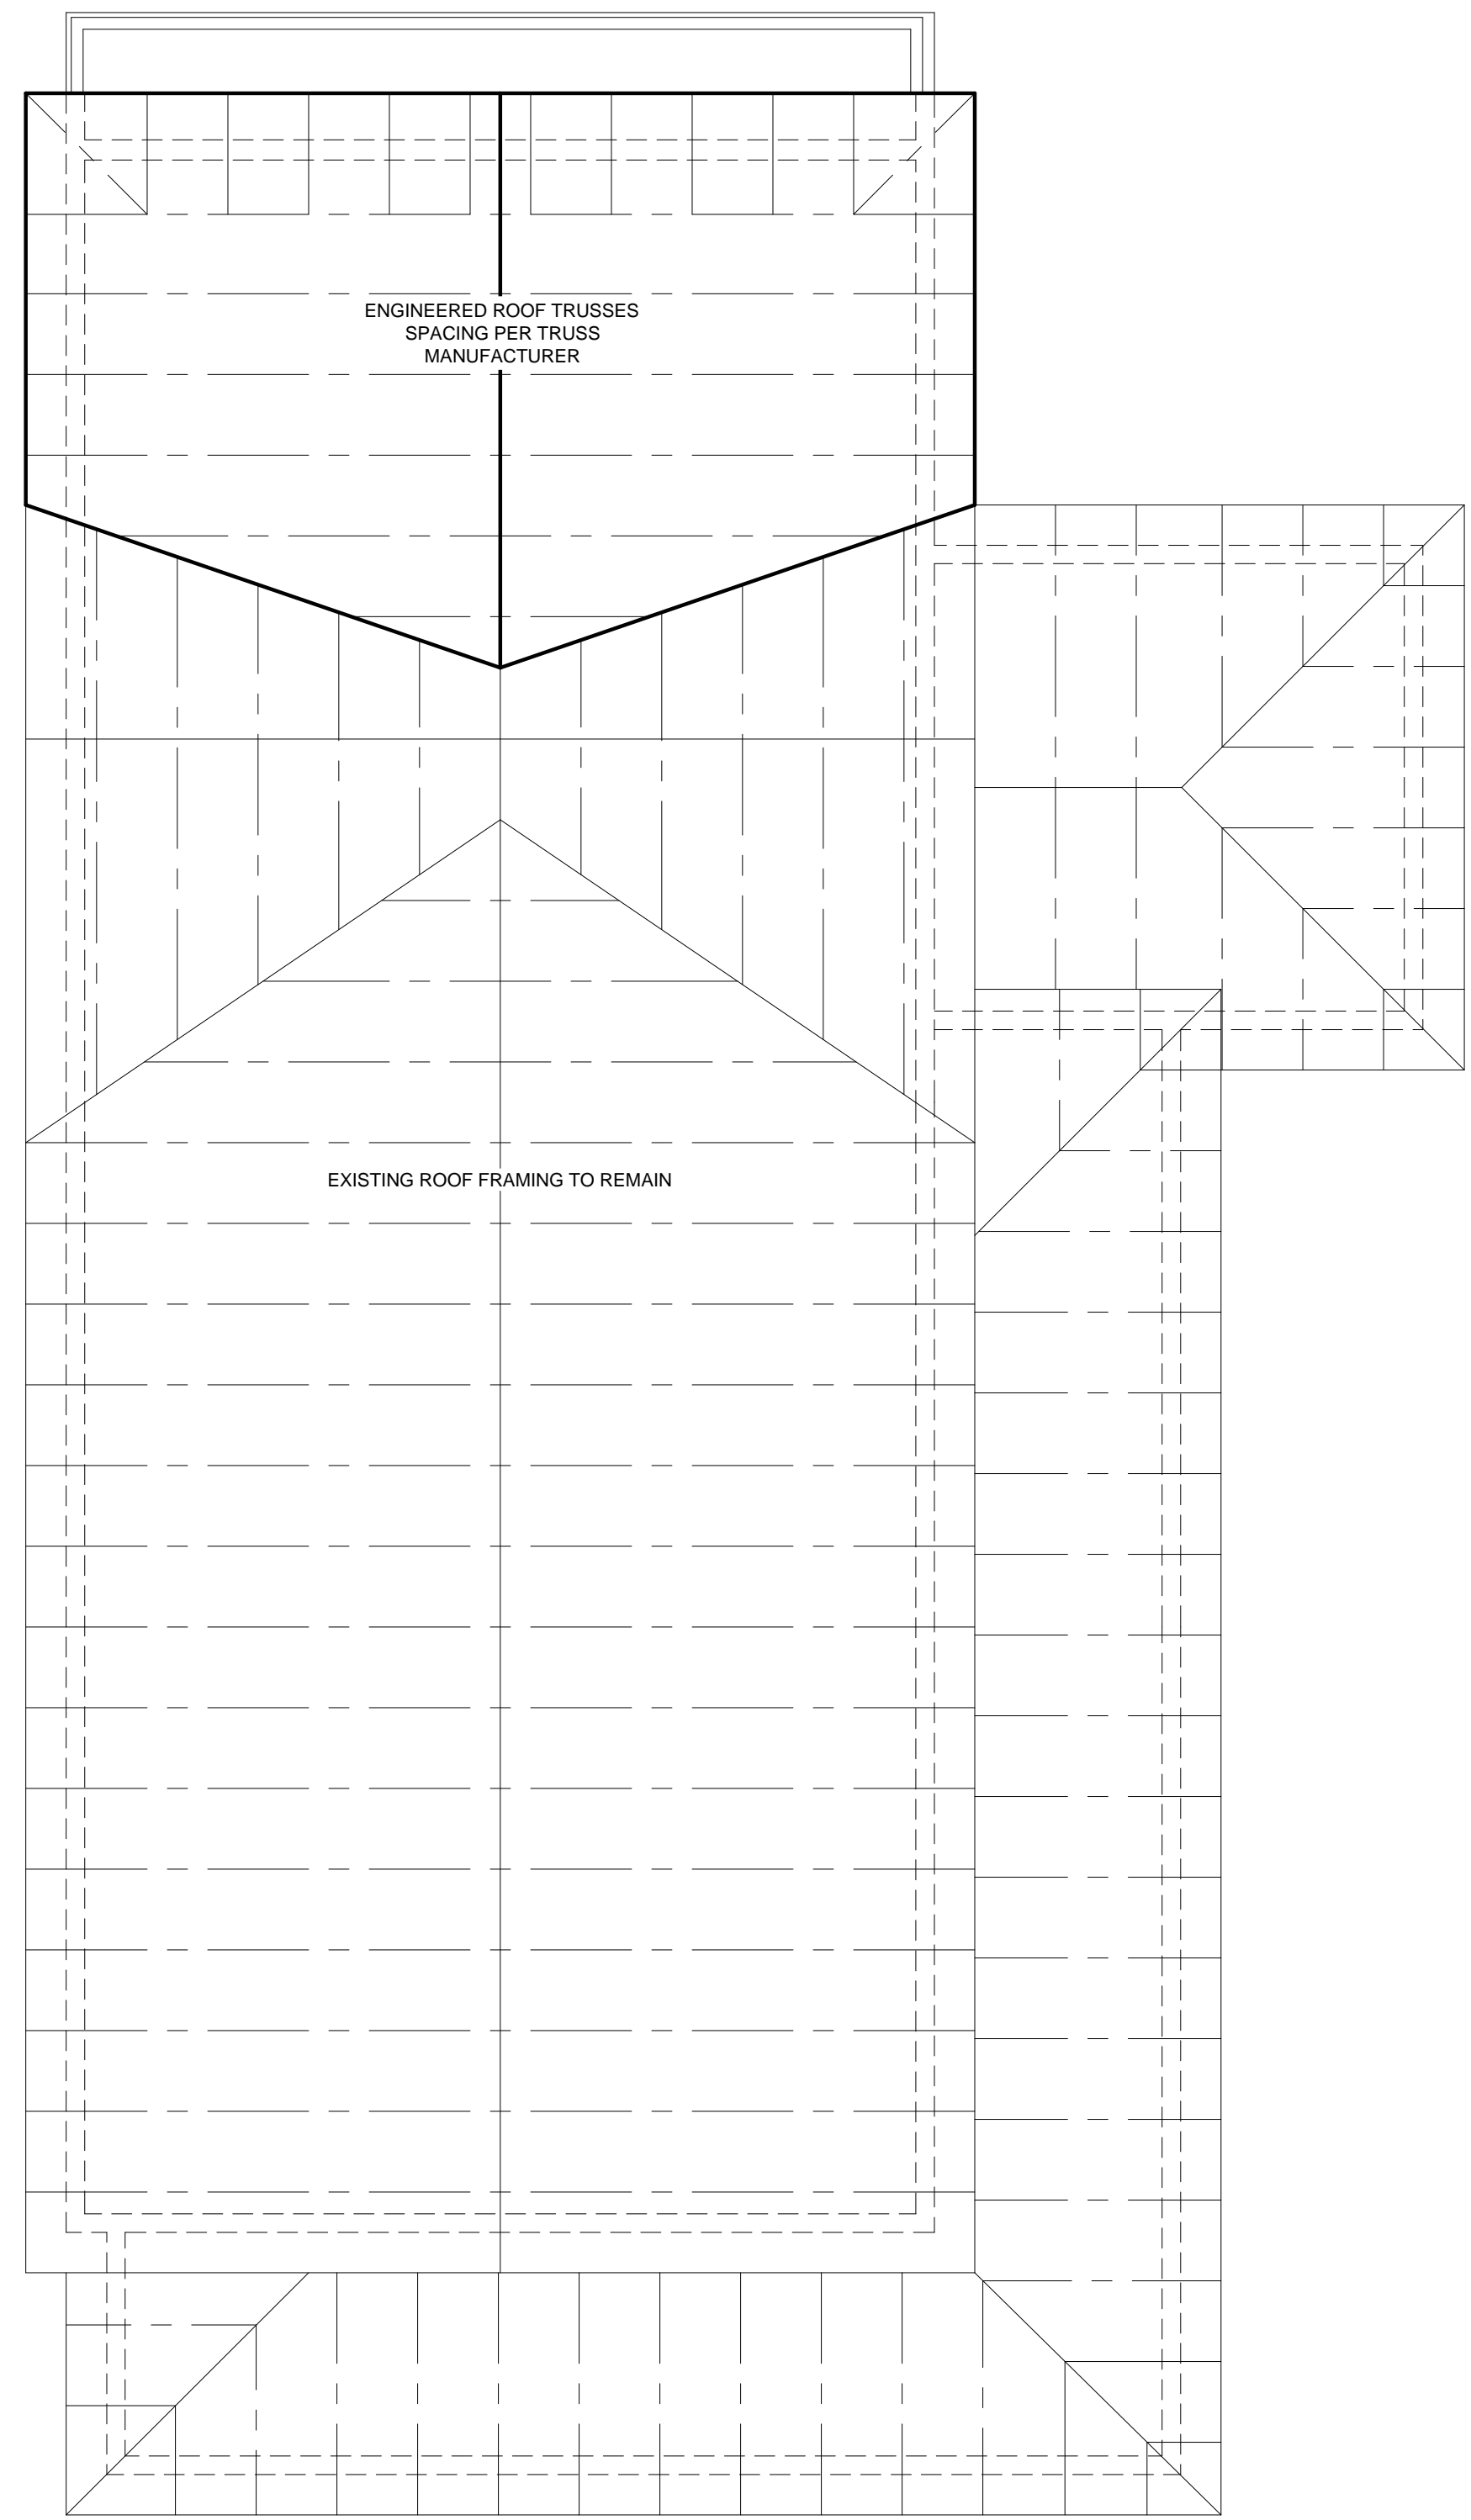 ENGINEERED ROOF TRUSSES
SPACING PER TRUSS
MANUFACTURER
EXISTING ROOF FRAMING TO REMAIN